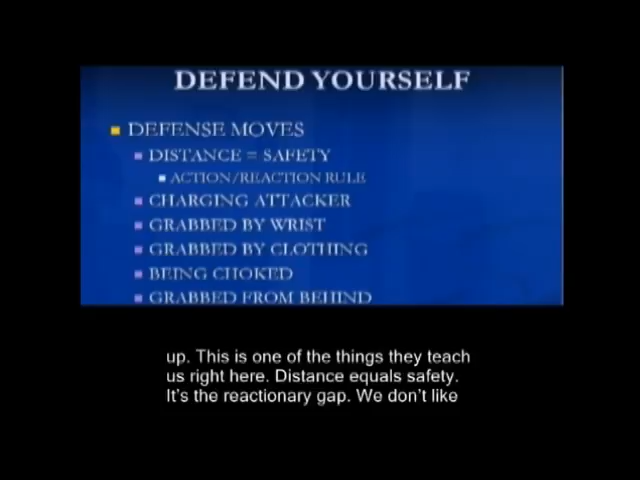 DEFEND YOURSELF
DEFENSE MOVES
DISTANCE = SAFETY
ACTION/REACTION RULE
CHARGING ATTACKER
GRABBED BY WRIST
GRABBED BY CLOTHING
BEING CHOKED
GRABBED FROM BEHIND
up. This is one of the things they teach
us right here. Distance equals safety.
It's the reactionary gap. We don't like